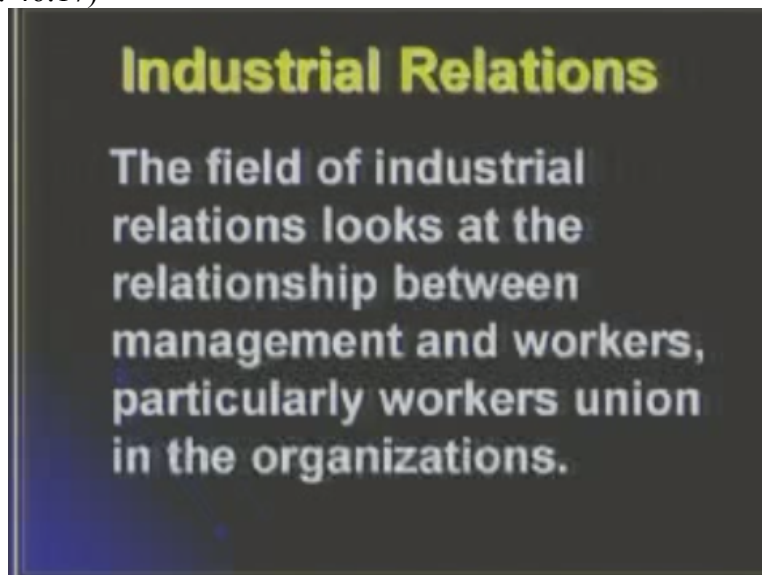 Industrial Relations
The field of industrial
relations looks at the
relationship between
management and workers,
particularly workers union
in the organizations.